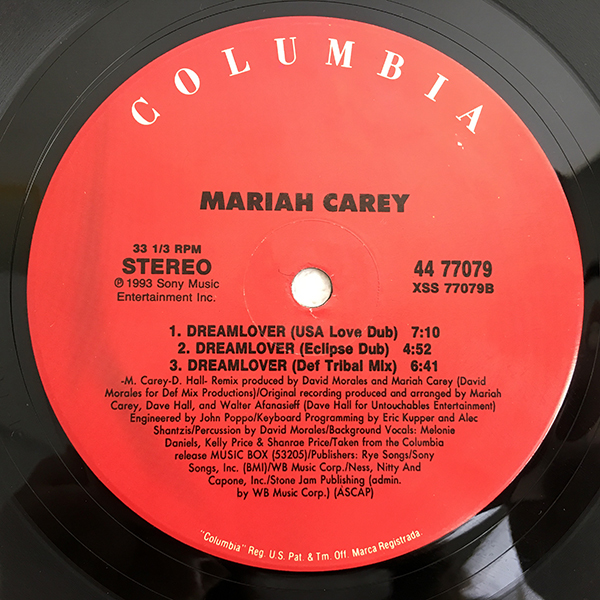 COLUMBIA
MARIAH CAREY
33 1/3 RPM
STEREO
℗ 1993 Sony Music
Entertainment Inc.
44 77079
XSS 77079B
1. DREAMLOVER (USA Love Dub) 7:10
2. DREAMLOVER (Eclipse Dub) 4:52
3. DREAMLOVER (Def Tribal Mix) 6:41
-M. Carey-D. Hall- Remix produced by David Morales and Mariah Carey (David
Morales for Def Mix Productions)/Original recording produced and arranged by Mariah
Carey, Dave Hall, and Walter Afanasieff (Dave Hall for Untouchables Entertainment)
Engineered by John Poppo/Keyboard Programming by Eric Kupper and Alec
Shantzis/Percussion by David Morales/Background Vocals: Melonie
Daniels, Kelly Price & Shanrae Price/Taken from the Columbia
release MUSIC BOX (53205)/Publishers: Rye Songs/Sony
Songs, Inc. (BMI)/WB Music Corp./Ness, Nitty And
Capone, Inc./Stone Jam Publishing (admin.
by WB Music Corp.) (ASCAP)
"Columbia" Reg. U.S. Pat. & Tm. Off. Marca Registrada.